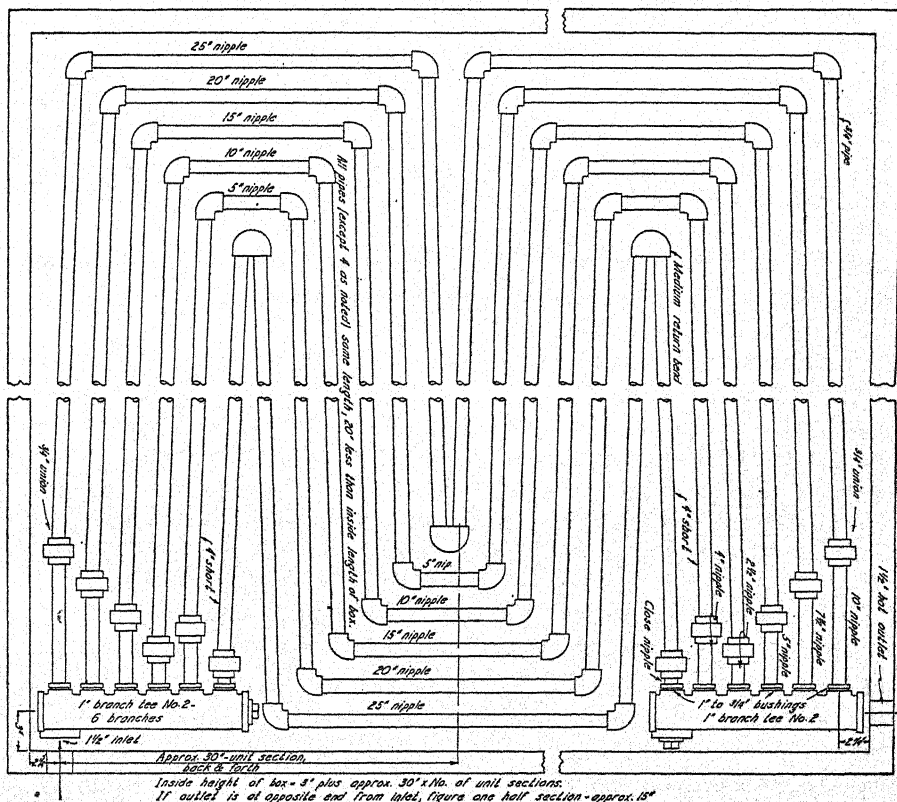 25" nipple
20" nipple
15" nipple
10" nipple
5" nipple
3/4" pipe
All pipes (except 4 as noted) same length, 20" less than inside length of box.
Medium return bend
3/4" union
4" short
5" nip.
10" nipple
15" nipple
20" nipple
25" nipple
4" short
Close nipple
4" nipple
2 1/2" nipple
5" nipple
7 1/2" nipple
10" nipple
3/4" union
1 1/2" hot outlet
1" branch tee No. 2-
6 branches
1" to 3/4" bushings
1" branch tee No. 2
3"
1 1/2" inlet
Approx. 30"-unit section,
back & forth
Inside height of box = 5" plus approx. 30" x No. of unit sections.
If outlet is at opposite end from inlet, figure one half section-approx. 15"